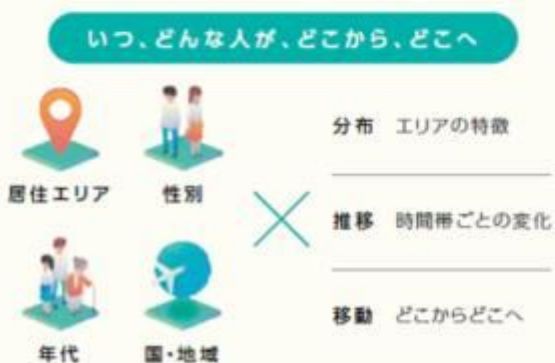 いつ、どんな人が、どこから、どこへ
居住エリア
性別
年代
国・地域
分布 エリアの特徴
推移 時間帯ごとの変化
移動 どこからどこへ